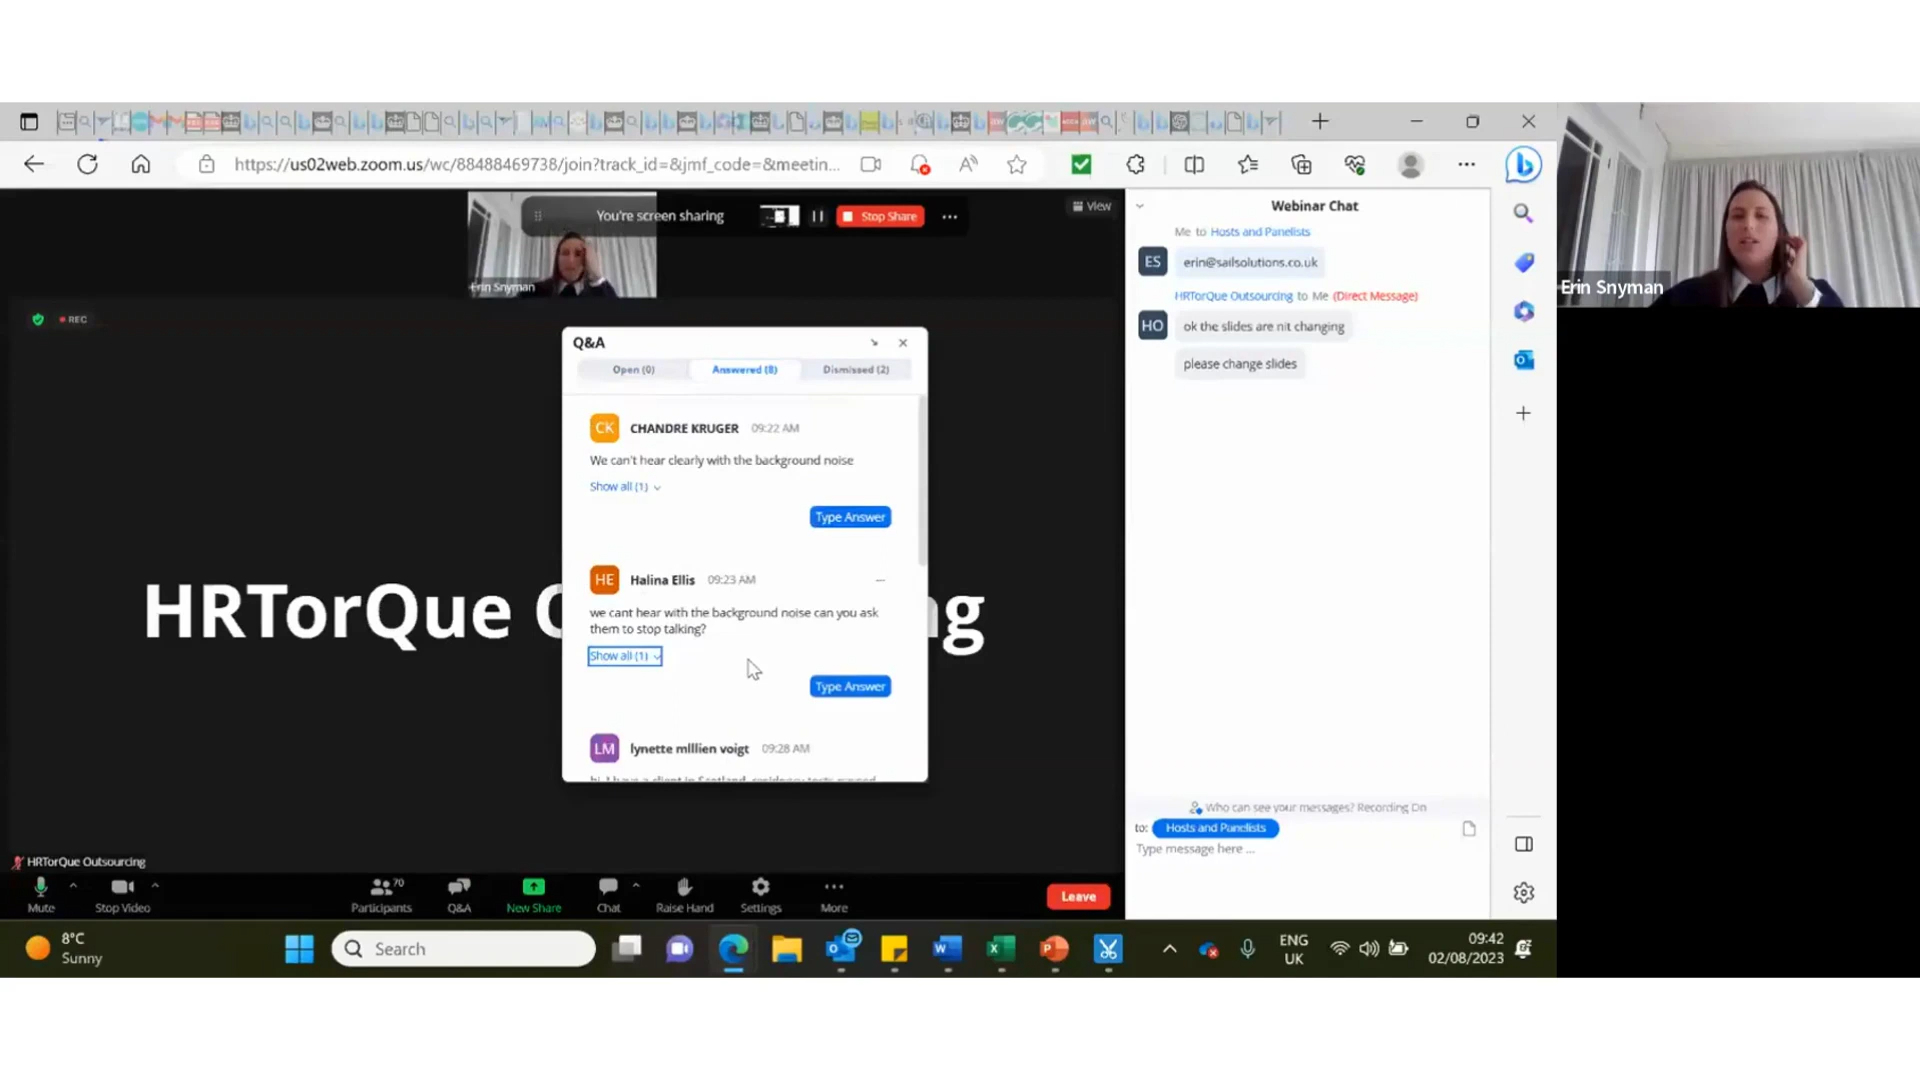 https://us02web.zoom.us/wc/88488469738/join?track_id=&jmf_code=&meetin...
You're screen sharing
Stop Share
View
Erin Snyman
REC
Q&A
Open (0)
Answered (8)
Dismissed (2)
CK
CHANDRE KRUGER 09:22 AM
We can't hear clearly with the background noise
Show all (1)
Type Answer
HE
Halina Ellis 09:23 AM
we cant hear with the background noise can you ask
them to stop talking?
Show all (1)
Type Answer
LM
lynette mlllien voigt 09:28 AM
HRTorQue
ng
HRTorQue Outsourcing
Mute
Stop Video
70
Participants
Q&A
New Share
Chat
Raise Hand
Settings
More
Leave
Webinar Chat
Me to Hosts and Panelists
ES
erin@sailsolutions.co.uk
HRTorQue Outsourcing to Me (Direct Message)
HO
ok the slides are nit changing
please change slides
Who can see your messages? Recording On
to: Hosts and Panelists
Type message here ...
Erin Snyman
8°C
Sunny
Search
ENG
UK
09:42
02/08/2023